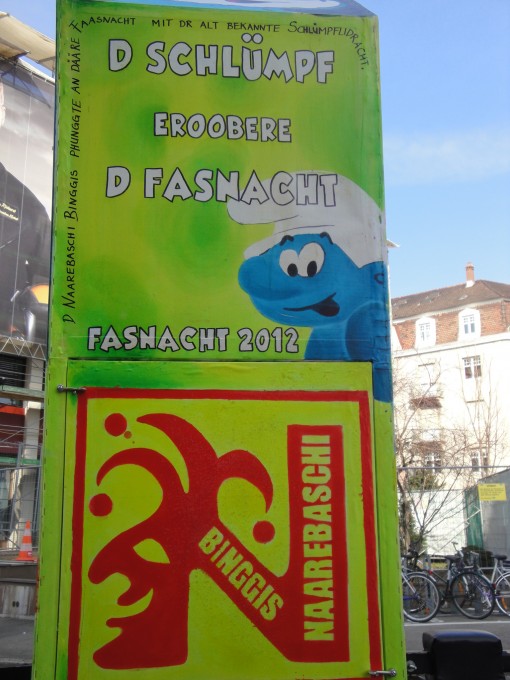 D NAAREBASCHI BINGGIS PHUNGGTE AN DÄÄRE FAASNACHT MIT DR ALT BEKANNTE SCHLÜMPFLIDRACHT.
D SCHLÜMPF
EROOBERE
D FASNACHT
FASNACHT 2012
BINGGIS
NAAREBASCHI